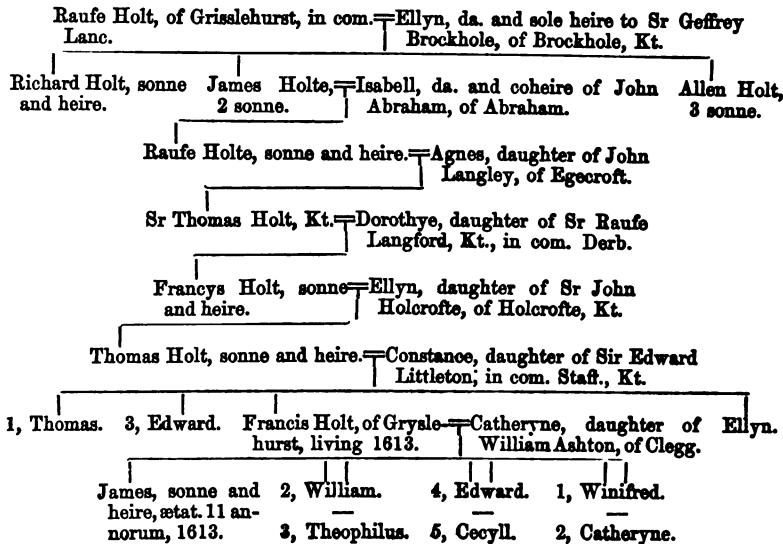 Raufe Holt, of Grisslehurst, in com. Lanc.
Ellyn, da. and sole heire to Sr Geffrey Brockhole, of Brockhole, Kt.
Richard Holt, sonne and heire.
James Holte, 2 sonne.
Isabell, da. and coheire of John Abraham, of Abraham.
Allen Holt, 3 sonne.
Raufe Holte, sonne and heire.
Agnes, daughter of John Langley, of Egecroft.
Sr Thomas Holt, Kt.
Dorothye, daughter of Sr Raufe Langford, Kt., in com. Derb.
Francys Holt, sonne and heire.
Ellyn, daughter of Sr John Holcrofte, of Holcrofte, Kt.
Thomas Holt, sonne and heire.
Constance, daughter of Sir Edward Littleton, in com. Staff., Kt.
1, Thomas.
3, Edward.
Francis Holt, of Grysle-
hurst, living 1613.
Catheryne, daughter of William Ashton, of Clegg.
Ellyn.
James, sonne and heire, ætat. 11 an-
norum, 1613.
2, William.
3, Theophilus.
4, Edward.
5, Cecyll.
1, Winifred.
2, Catheryne.